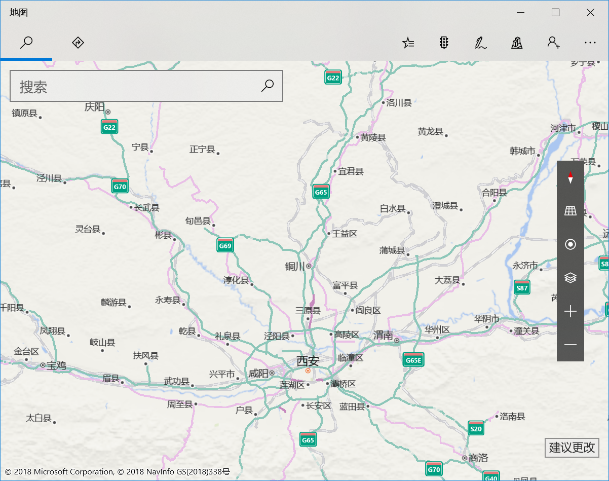 地图
搜索
G22
庆阳
镇原县
G22
洛川县
黄陵县
黄龙县
河津市
稷山
宁县
正宁县
韩城市
宜君县
泾川县
G70
G65
合阳县
长武县
旬邑县
白水县
澄城县
灵台县
彬县
G69
王益区
蒲城县
铜川
永济市
淳化县
富平县
大荔县
S87
麟游县
永寿县
三原县
阎良区
千阳县
凤翔县
乾县
礼泉县
泾阳县
高陵区
渭南
华州区
华阴市
潼关县
岐山县
金台区
宝鸡
扶风县
西安
临潼区
G65E
眉县
武功县
兴平市
咸阳
莲湖区
灞桥区
周至县
户县
长安区
蓝田县
太白县
洛南县
S20
G65
建议更改
商洛
G70
G40
© 2018 Microsoft Corporation, © 2018 NavInfo GS(2018)338号